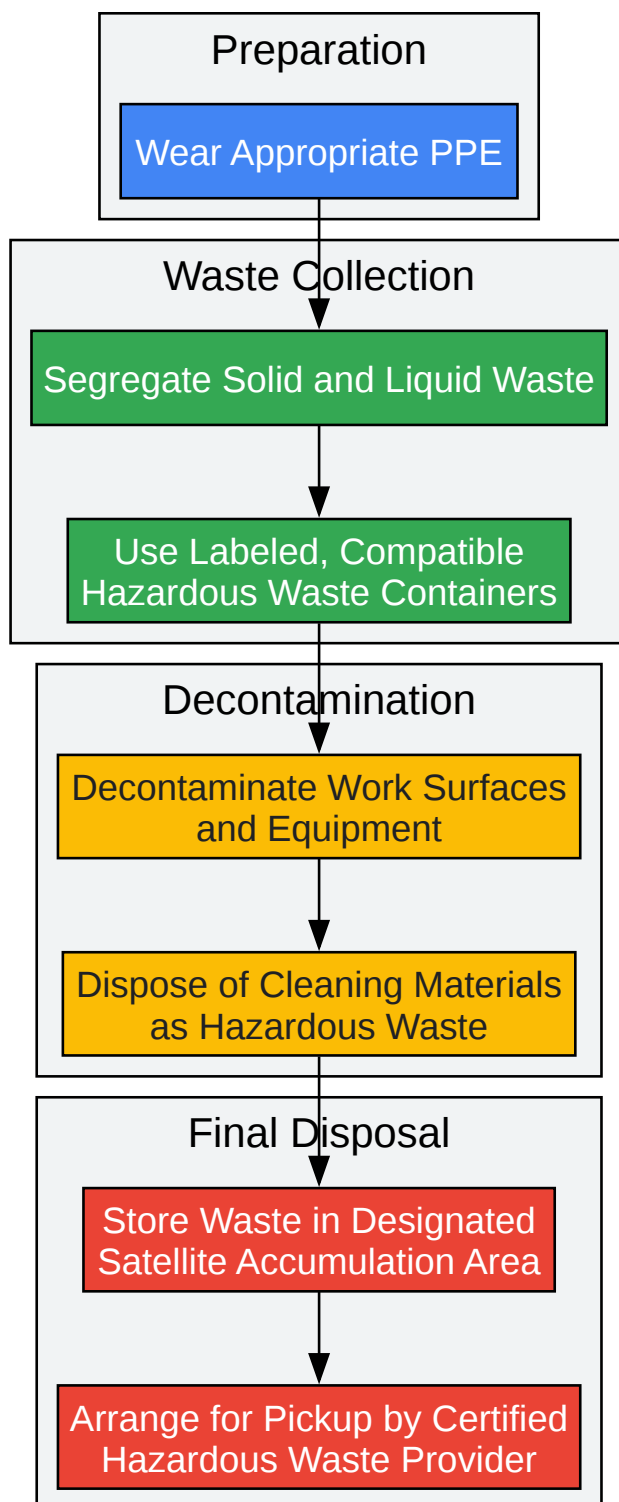 Preparation
Wear Appropriate PPE
Waste Collection
Segregate Solid and Liquid Waste
Use Labeled, Compatible
Hazardous Waste Containers
Decontamination
Decontaminate Work Surfaces
and Equipment
Dispose of Cleaning Materials
as Hazardous Waste
Final Disposal
Store Waste in Designated
Satellite Accumulation Area
Arrange for Pickup by Certified
Hazardous Waste Provider